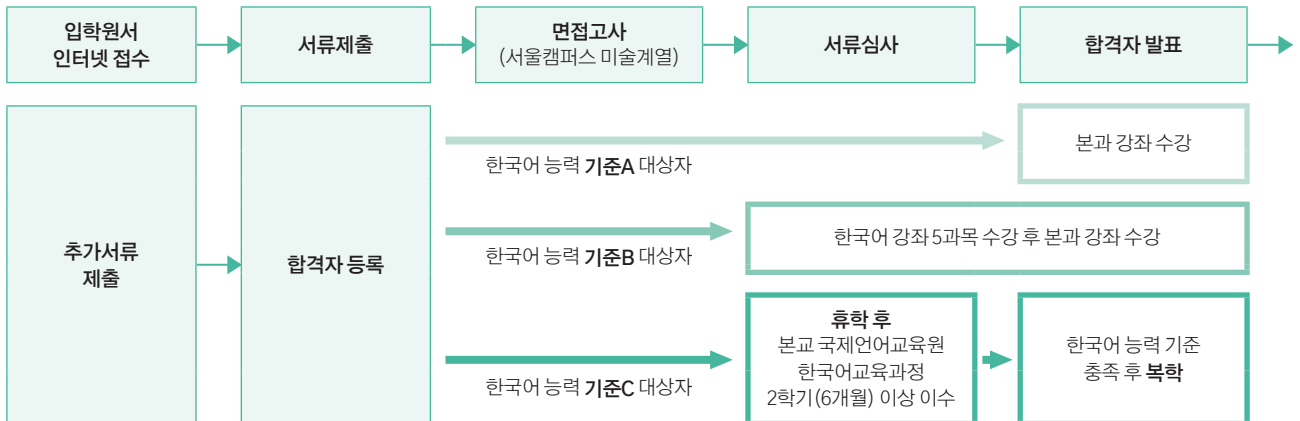 입학원서
인터넷 접수
서류제출
면접고사
(서울캠퍼스 미술계열)
서류심사
합격자 발표
추가서류
제출
합격자 등록
한국어 능력 기준A 대상자
본과 강좌 수강
한국어 능력 기준B 대상자
한국어 강좌 5과목 수강 후 본과 강좌 수강
한국어 능력 기준C 대상자
휴학 후
본교 국제언어교육원
한국어교육과정
2학기(6개월) 이상 이수
한국어 능력 기준
충족 후 복학